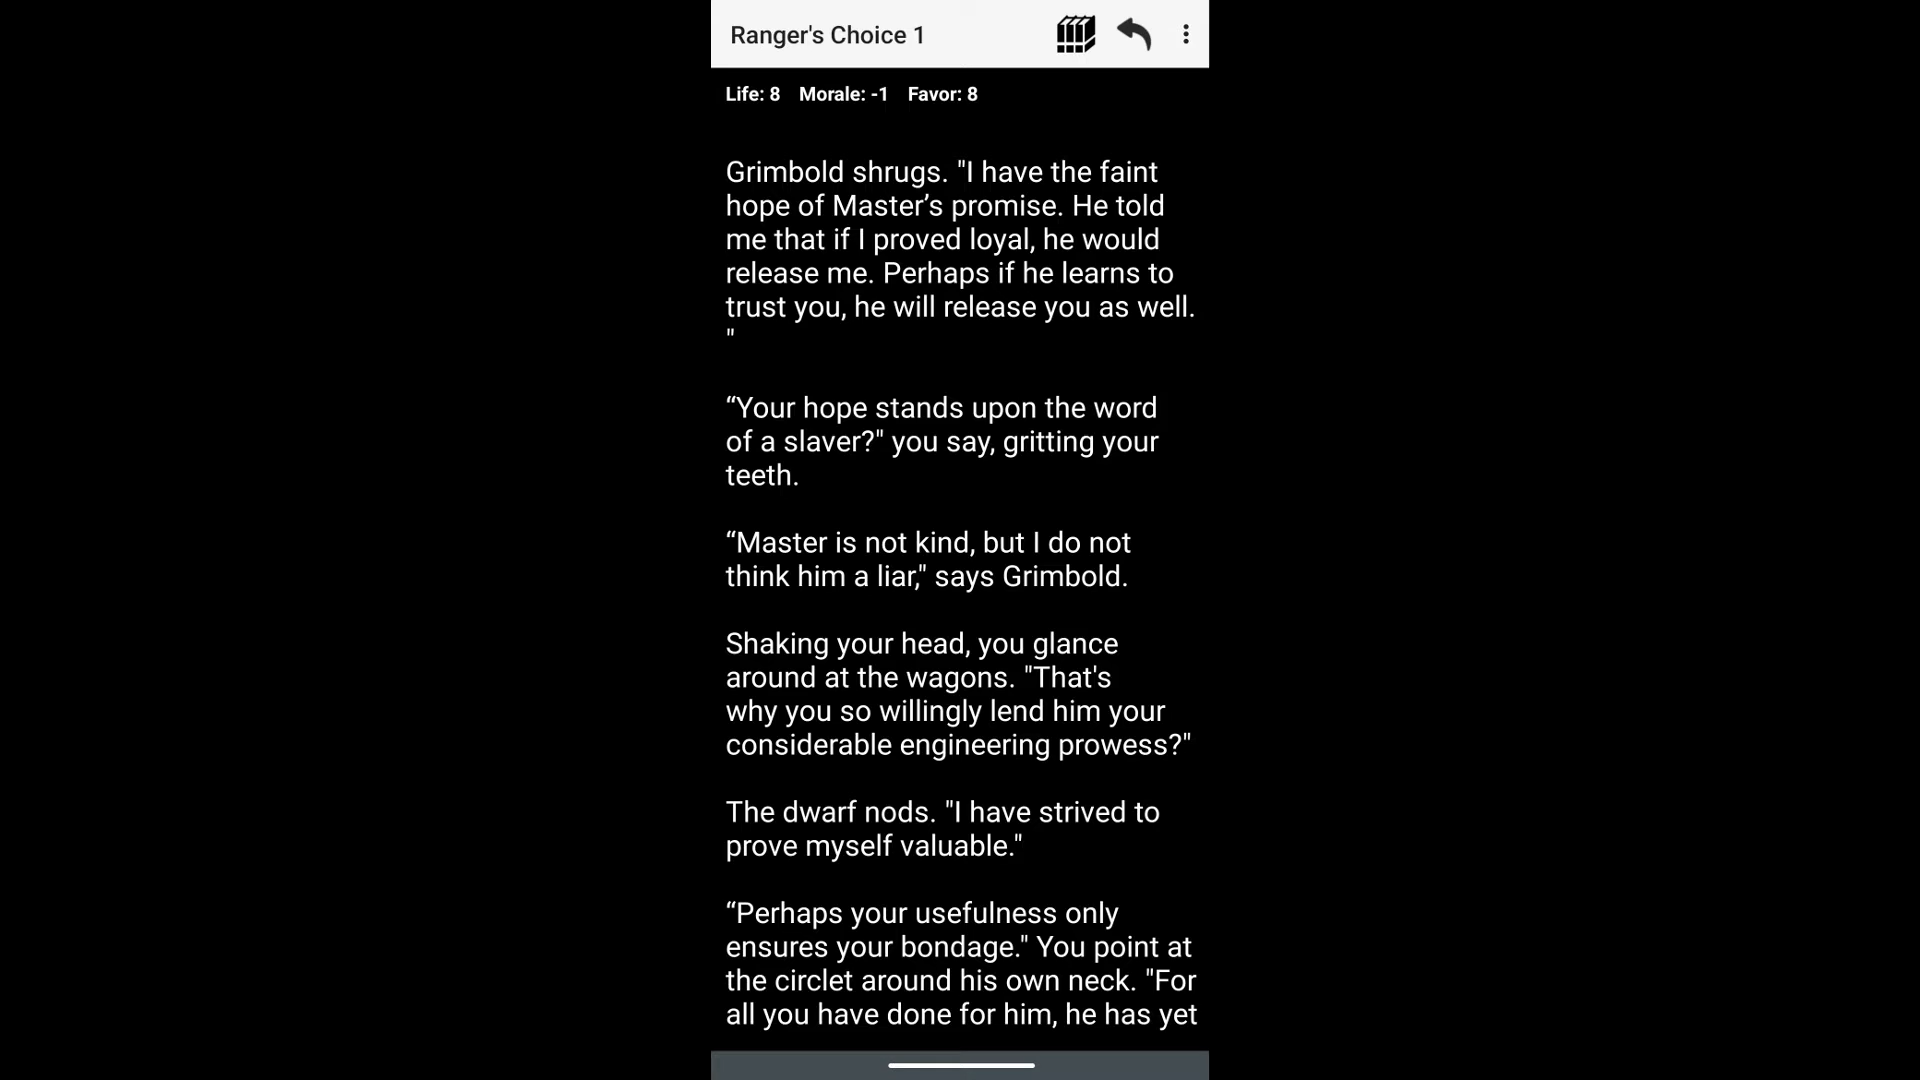 Ranger's Choice 1
Life: 8 Morale: -1 Favor: 8
Grimbold shrugs. "I have the faint
hope of Master’s promise. He told
me that if I proved loyal, he would
release me. Perhaps if he learns to
trust you, he will release you as well.
"
“Your hope stands upon the word
of a slaver?" you say, gritting your
teeth.
“Master is not kind, but I do not
think him a liar," says Grimbold.
Shaking your head, you glance
around at the wagons. "That's
why you so willingly lend him your
considerable engineering prowess?"
The dwarf nods. "I have strived to
prove myself valuable."
“Perhaps your usefulness only
ensures your bondage." You point at
the circlet around his own neck. "For
all you have done for him, he has yet